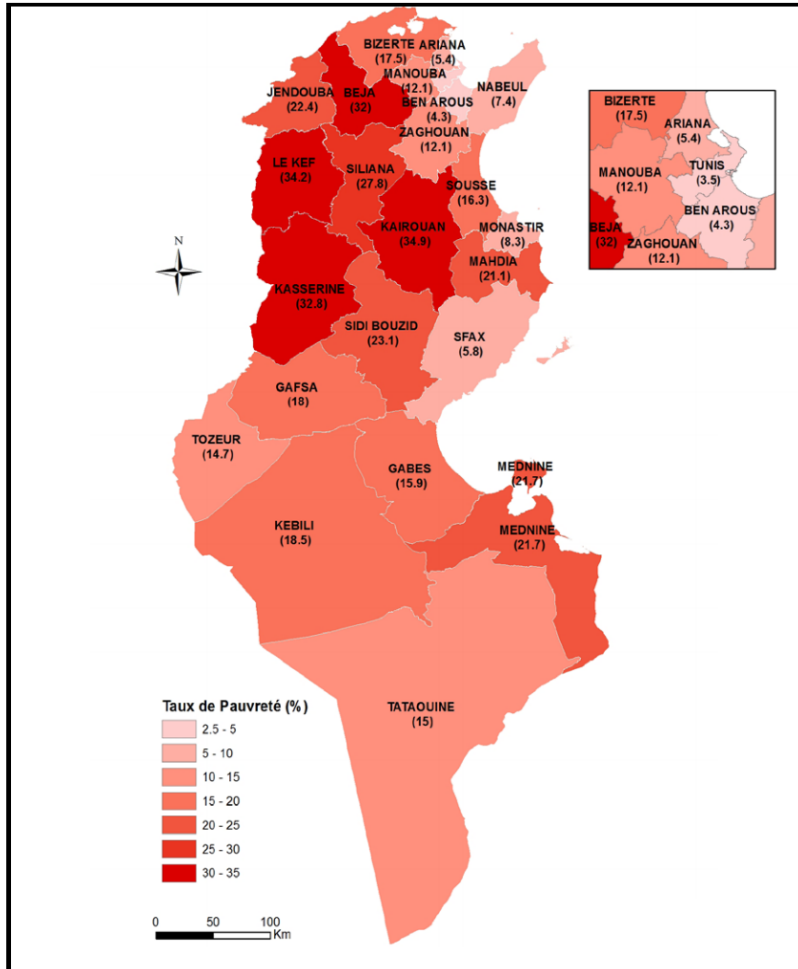 BIZERTE
(17.5)
ARIANA
(5.4)
MANOUBA
(12.1)
NABEUL
(7.4)
JENDOUBA
(22.4)
BEJA
(32)
BEN AROUS
(4.3)
ZAGHOUAN
(12.1)
LE KEF
(34.2)
SILIANA
(27.8)
SOUSSE
(16.3)
KAIROUAN
(34.9)
MONASTIR
(8.3)
MAHDIA
(21.1)
N
KASSERINE
(32.8)
SIDI BOUZID
(23.1)
SFAX
(5.8)
GAFSA
(18)
TOZEUR
(14.7)
GABES
(15.9)
MEDNINE
(21.7)
MEDNINE
(21.7)
KEBILI
(18.5)
TATAOUINE
(15)
BIZERTE
(17.5)
ARIANA
(5.4)
TUNIS
(3.5)
MANOUBA
(12.1)
BEN AROUS
(4.3)
BEJA
(32)
ZAGHOUAN
(12.1)
Taux de Pauvreté (%)
2.5 - 5
5 - 10
10 - 15
15 - 20
20 - 25
25 - 30
30 - 35
0 50 100
Km